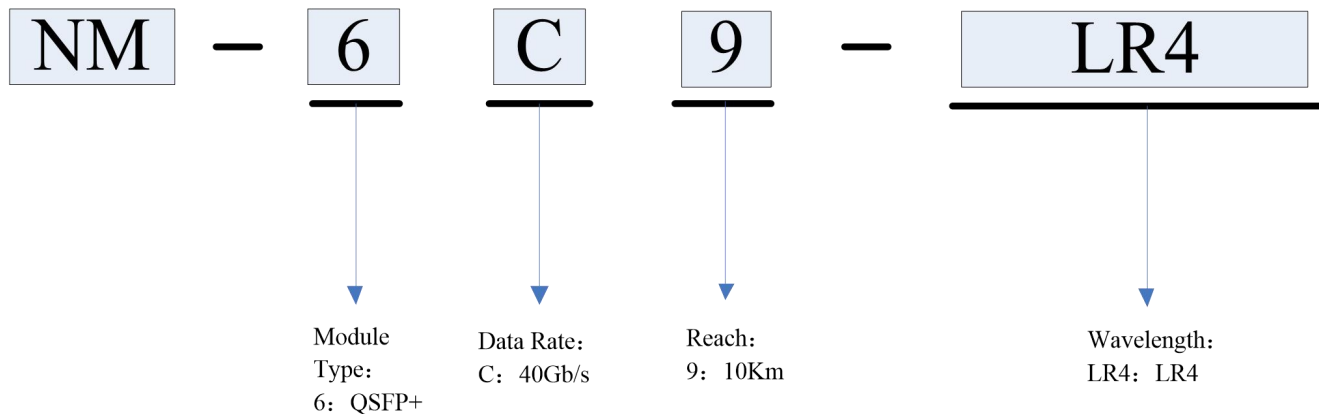 NM - 6 C 9 - LR4
Module
Type：
6：QSFP+
Data Rate：
C：40Gb/s
Reach：
9：10Km
Wavelength：
LR4：LR4